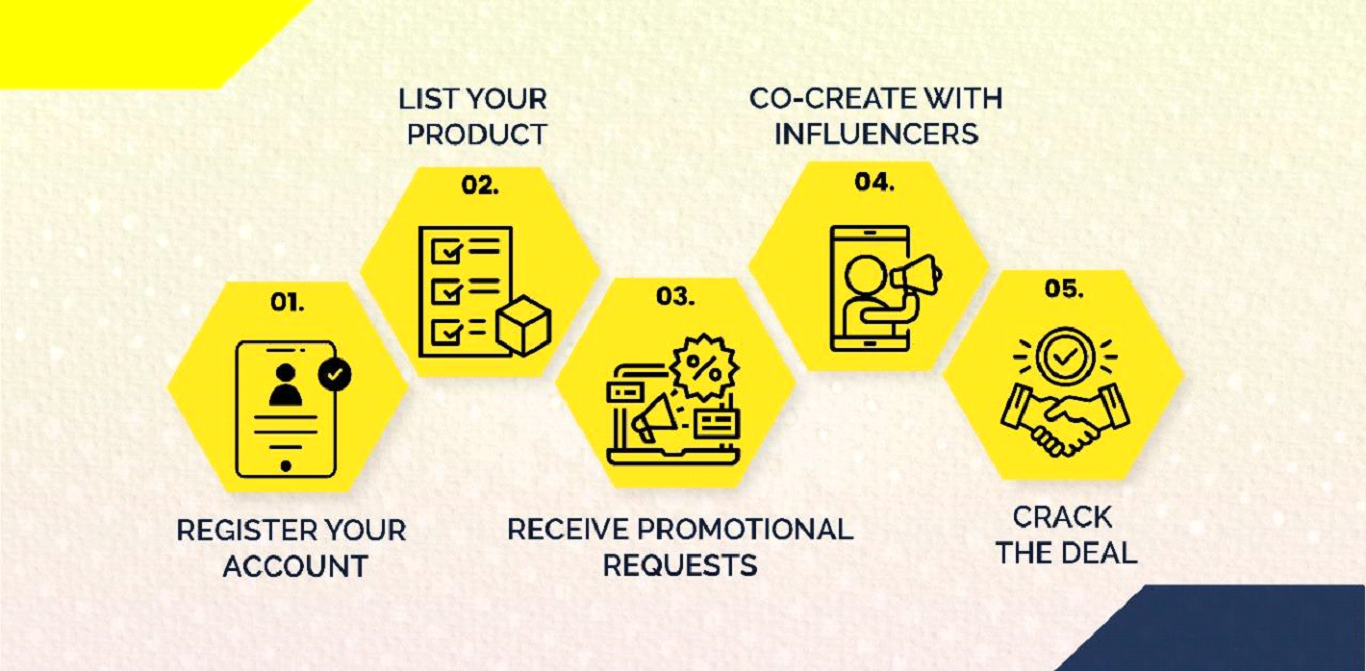 01.
REGISTER YOUR
ACCOUNT
LIST YOUR
PRODUCT
02.
03.
RECEIVE PROMOTIONAL
REQUESTS
CO-CREATE WITH
INFLUENCERS
04.
05.
CRACK
THE DEAL